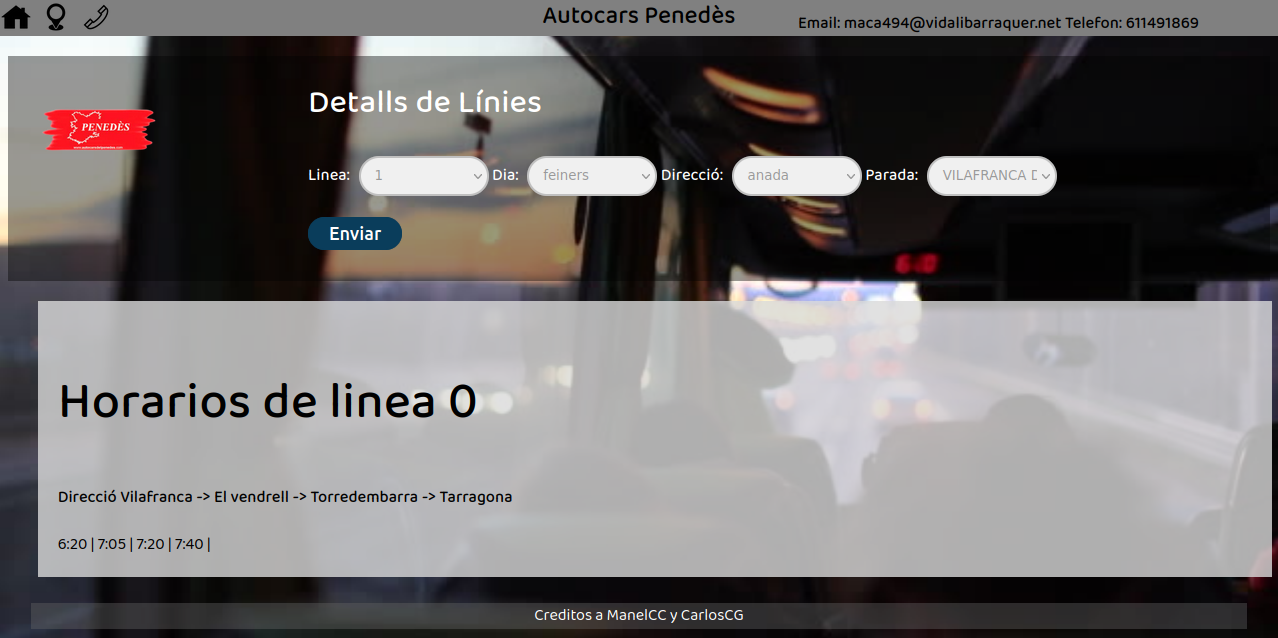 Autocars Penedès
Email: maca494@vidalibarraquer.net Telefon: 611491869
Detalls de Línies
PENEDÈS
Linea: 1 Dia: feiners Direcció: anada Parada: VILAFRANCA D
Enviar
6:10
Horarios de linea 0
Direcció Vilafranca -> El vendrell -> Torredembarra -> Tarragona
6:20 | 7:05 | 7:20 | 7:40 |
Creditos a ManelCC y CarlosCG